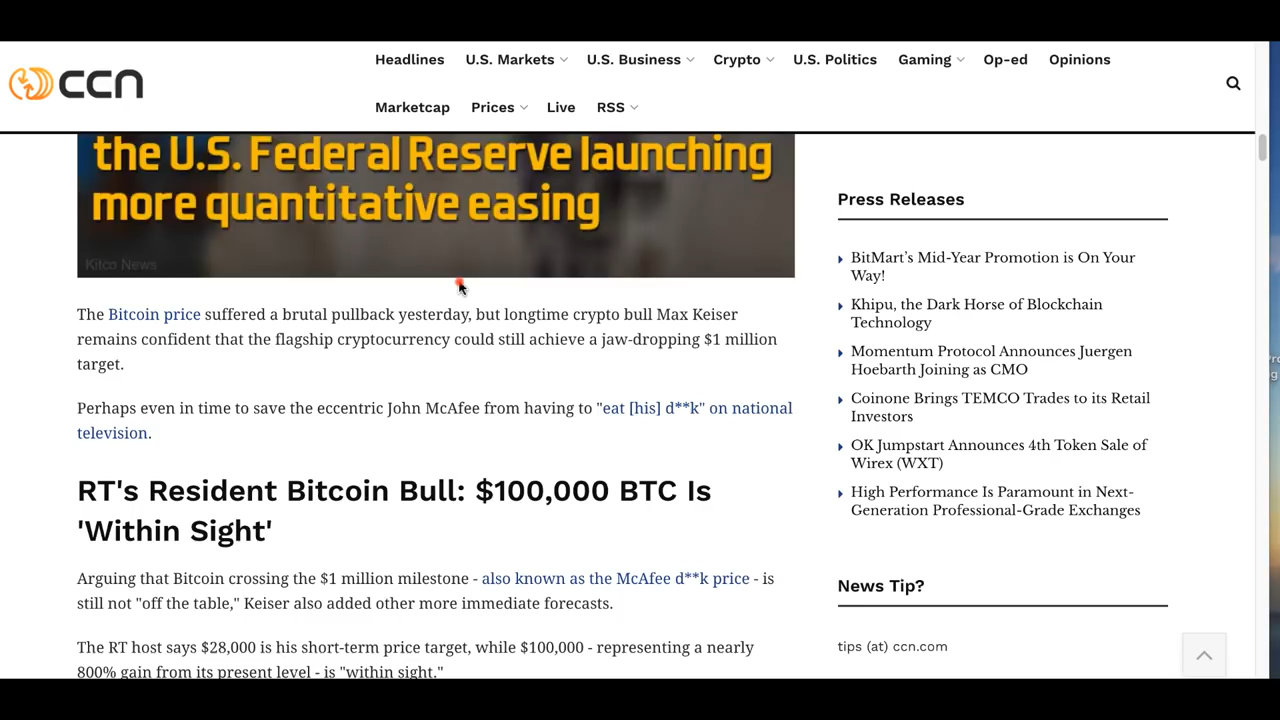 ccn
Headlines U.S. Markets U.S. Business Crypto U.S. Politics Gaming Op-ed Opinions
Marketcap Prices Live RSS
the U.S. Federal Reserve launching
more quantitative easing
Kitco News
The Bitcoin price suffered a brutal pullback yesterday, but longtime crypto bull Max Keiser
remains confident that the flagship cryptocurrency could still achieve a jaw-dropping $1 million
target.
Perhaps even in time to save the eccentric John McAfee from having to "eat [his] d**k" on national
television.
RT's Resident Bitcoin Bull: $100,000 BTC Is
'Within Sight'
Arguing that Bitcoin crossing the $1 million milestone - also known as the McAfee d**k price - is
still not "off the table," Keiser also added other more immediate forecasts.
The RT host says $28,000 is his short-term price target, while $100,000 - representing a nearly
800% gain from its present level - is "within sight."
Press Releases
BitMart's Mid-Year Promotion is On Your
Way!
Khipu, the Dark Horse of Blockchain
Technology
Momentum Protocol Announces Juergen
Hoebarth Joining as CMO
Coinone Brings TEMCO Trades to its Retail
Investors
OK Jumpstart Announces 4th Token Sale of
Wirex (WXT)
High Performance Is Paramount in Next-
Generation Professional-Grade Exchanges
News Tip?
tips (at) ccn.com